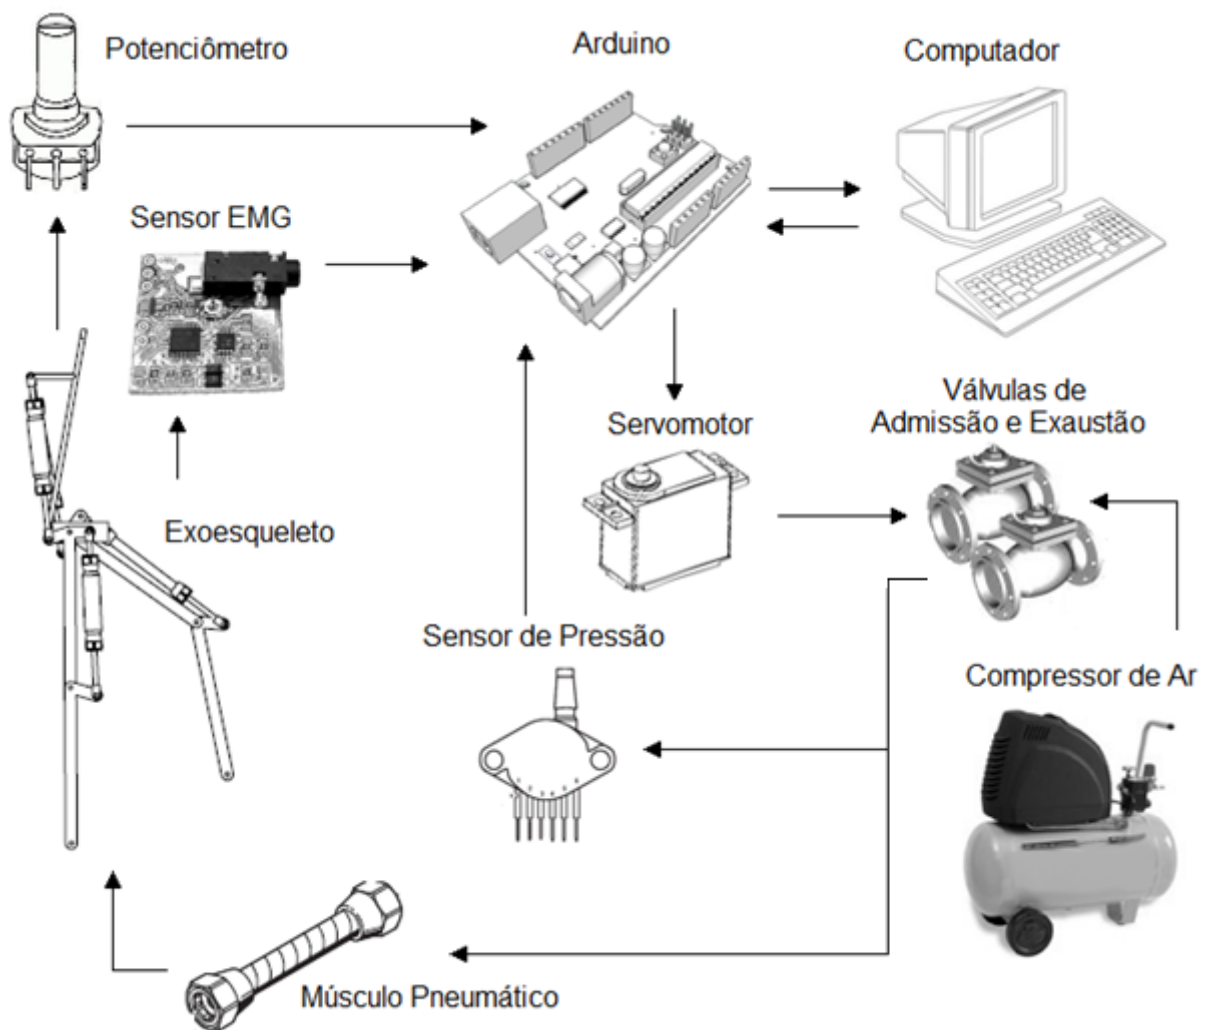 Potenciômetro
Arduino
Computador
Sensor EMG
Válvulas de
Admissão e Exaustão
Servomotor
Exoesqueleto
Sensor de Pressão
Compressor de Ar
Músculo Pneumático